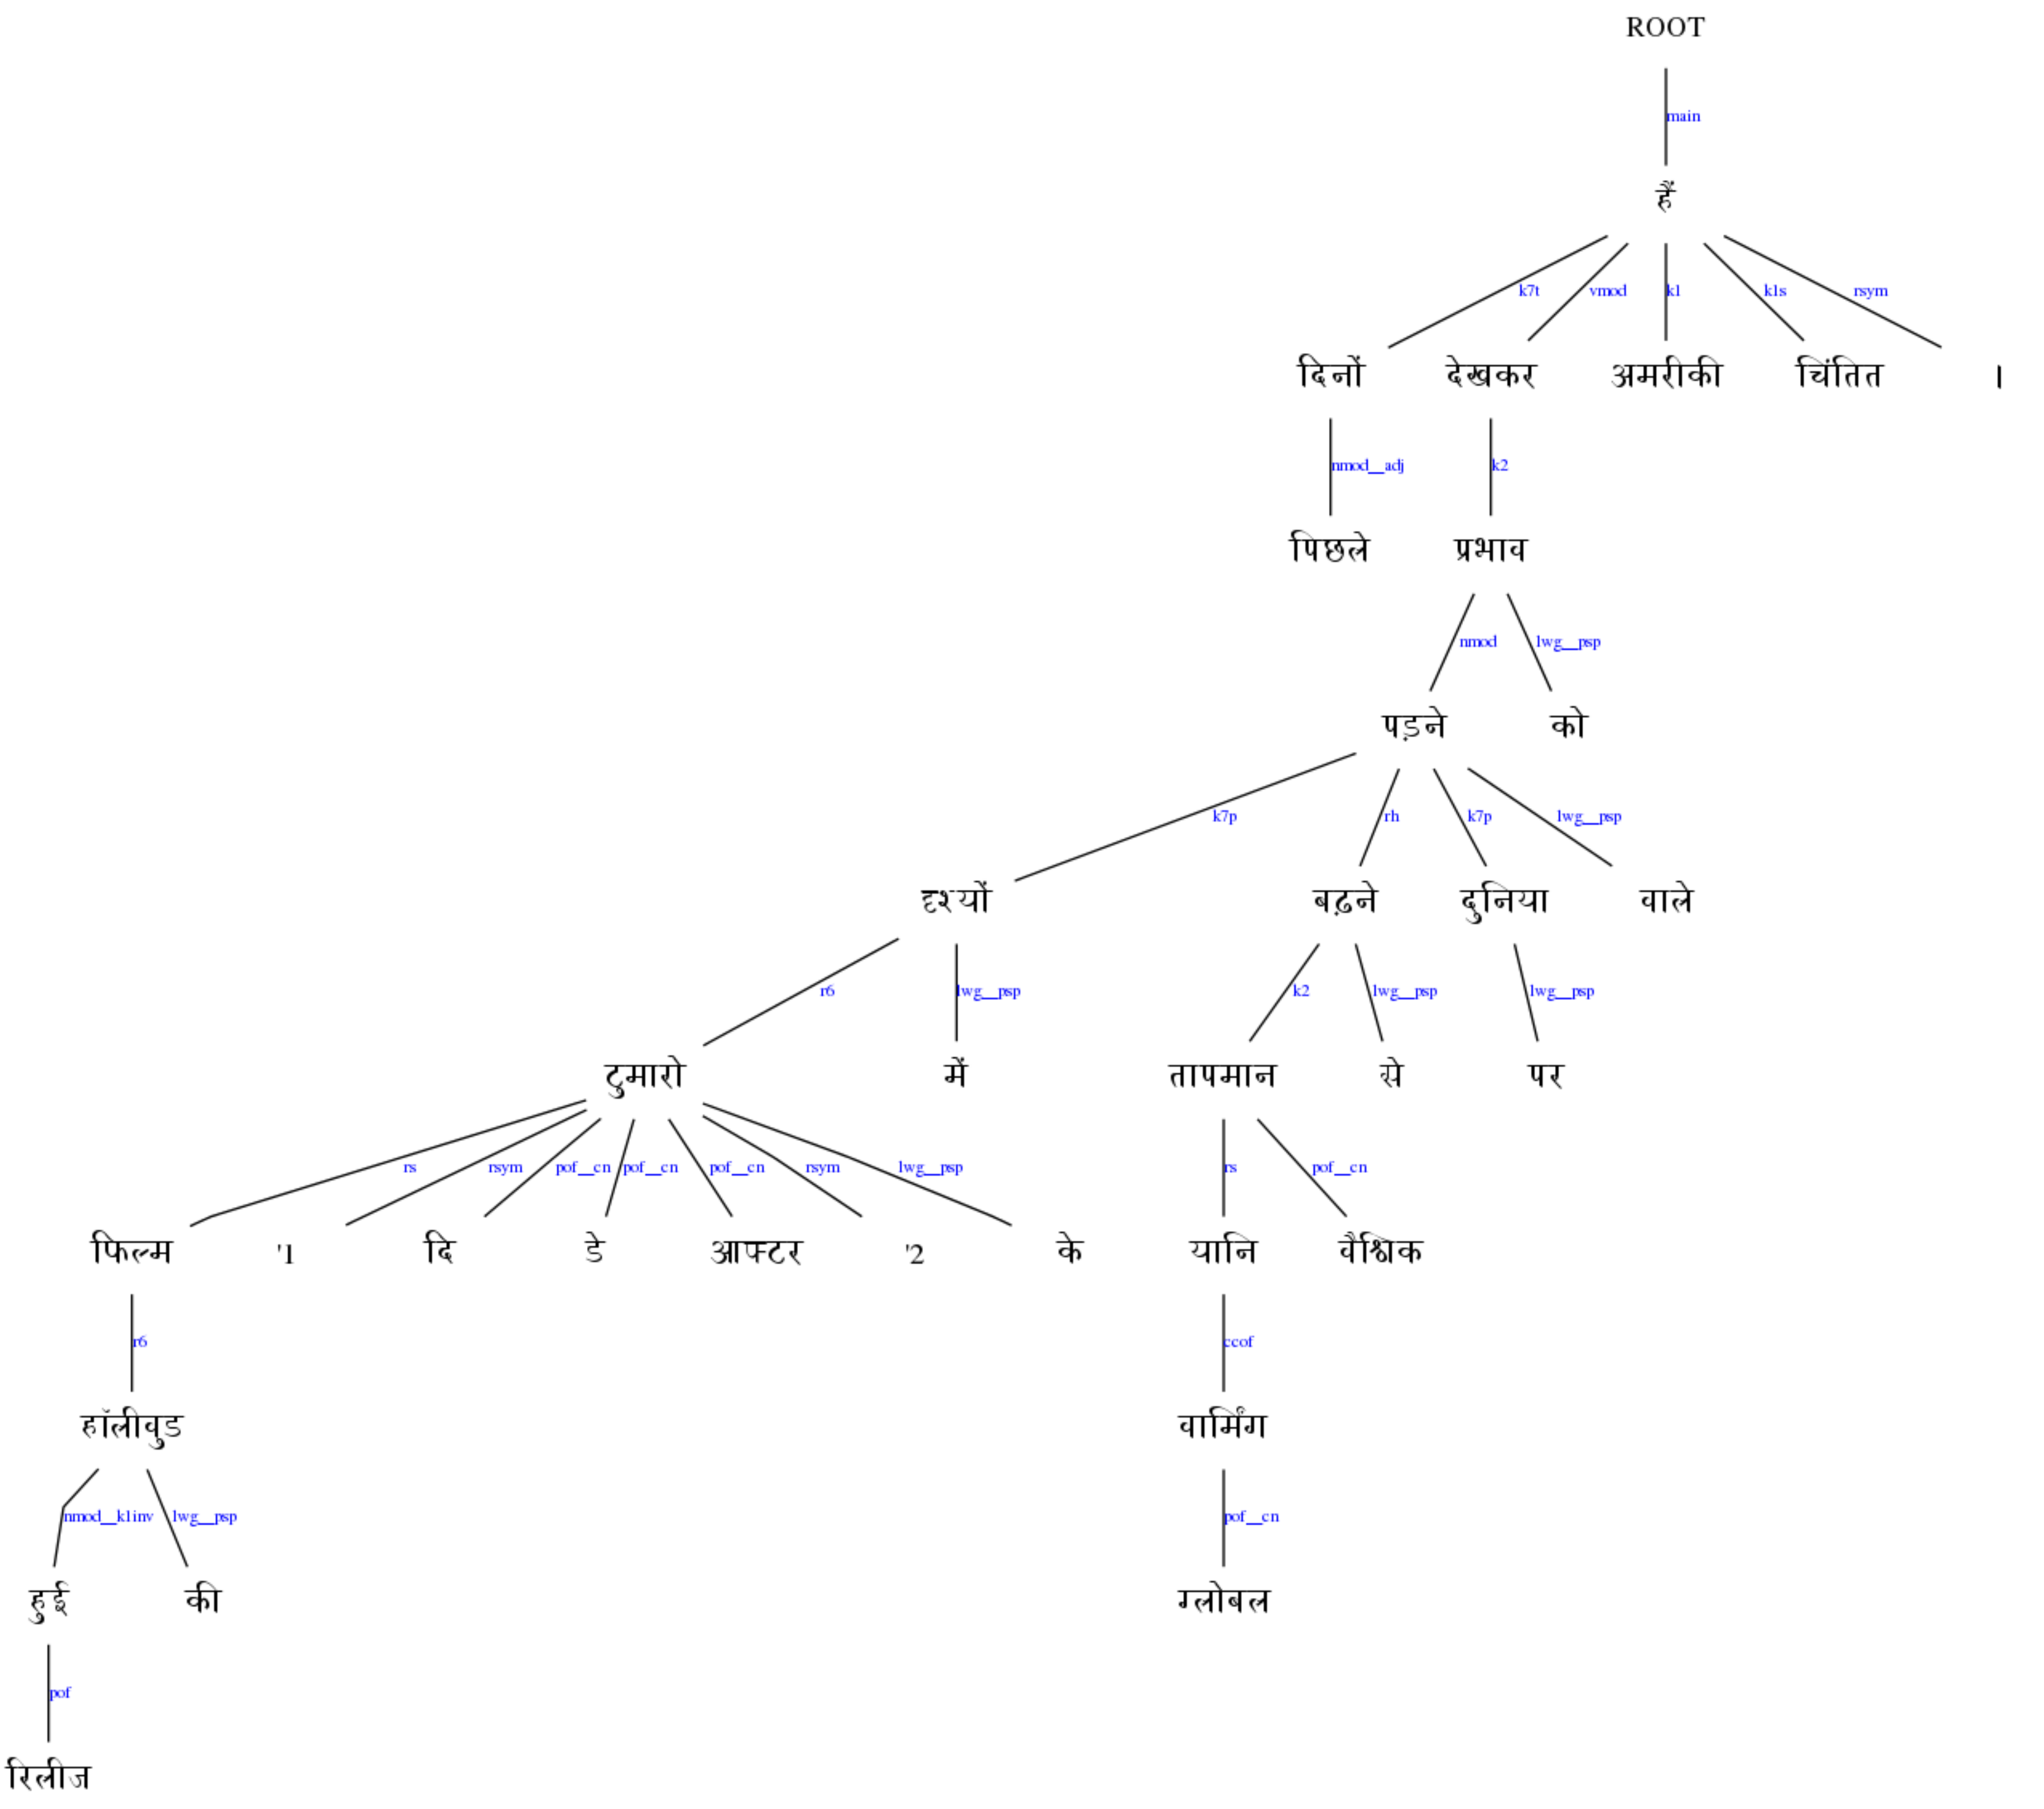 ROOT
main
हैं
k7t vmod k1 k1s rsym
दिनों देखकर अमरीकी चिंतित ।
nmod__adj k2
पिछले प्रभाव
nmod lwg__psp
पड़ने को
k7p rh k7p lwg__psp
दृश्यों बढ़ने दुनिया वाले
r6 lwg__psp k2 lwg__psp lwg__psp
टुमारो में तापमान से पर
rs rsym pof__cn pof__cn pof__cn rsym lwg__psp rs pof__cn
फिल्म '1 दि डे आफ्टर '2 के यानि वैश्विक
r6 ccof
हॉलीवुड वार्मिंग
nmod__k1inv lwg__psp pof__cn
हुई की ग्लोबल
pof
रिलीज